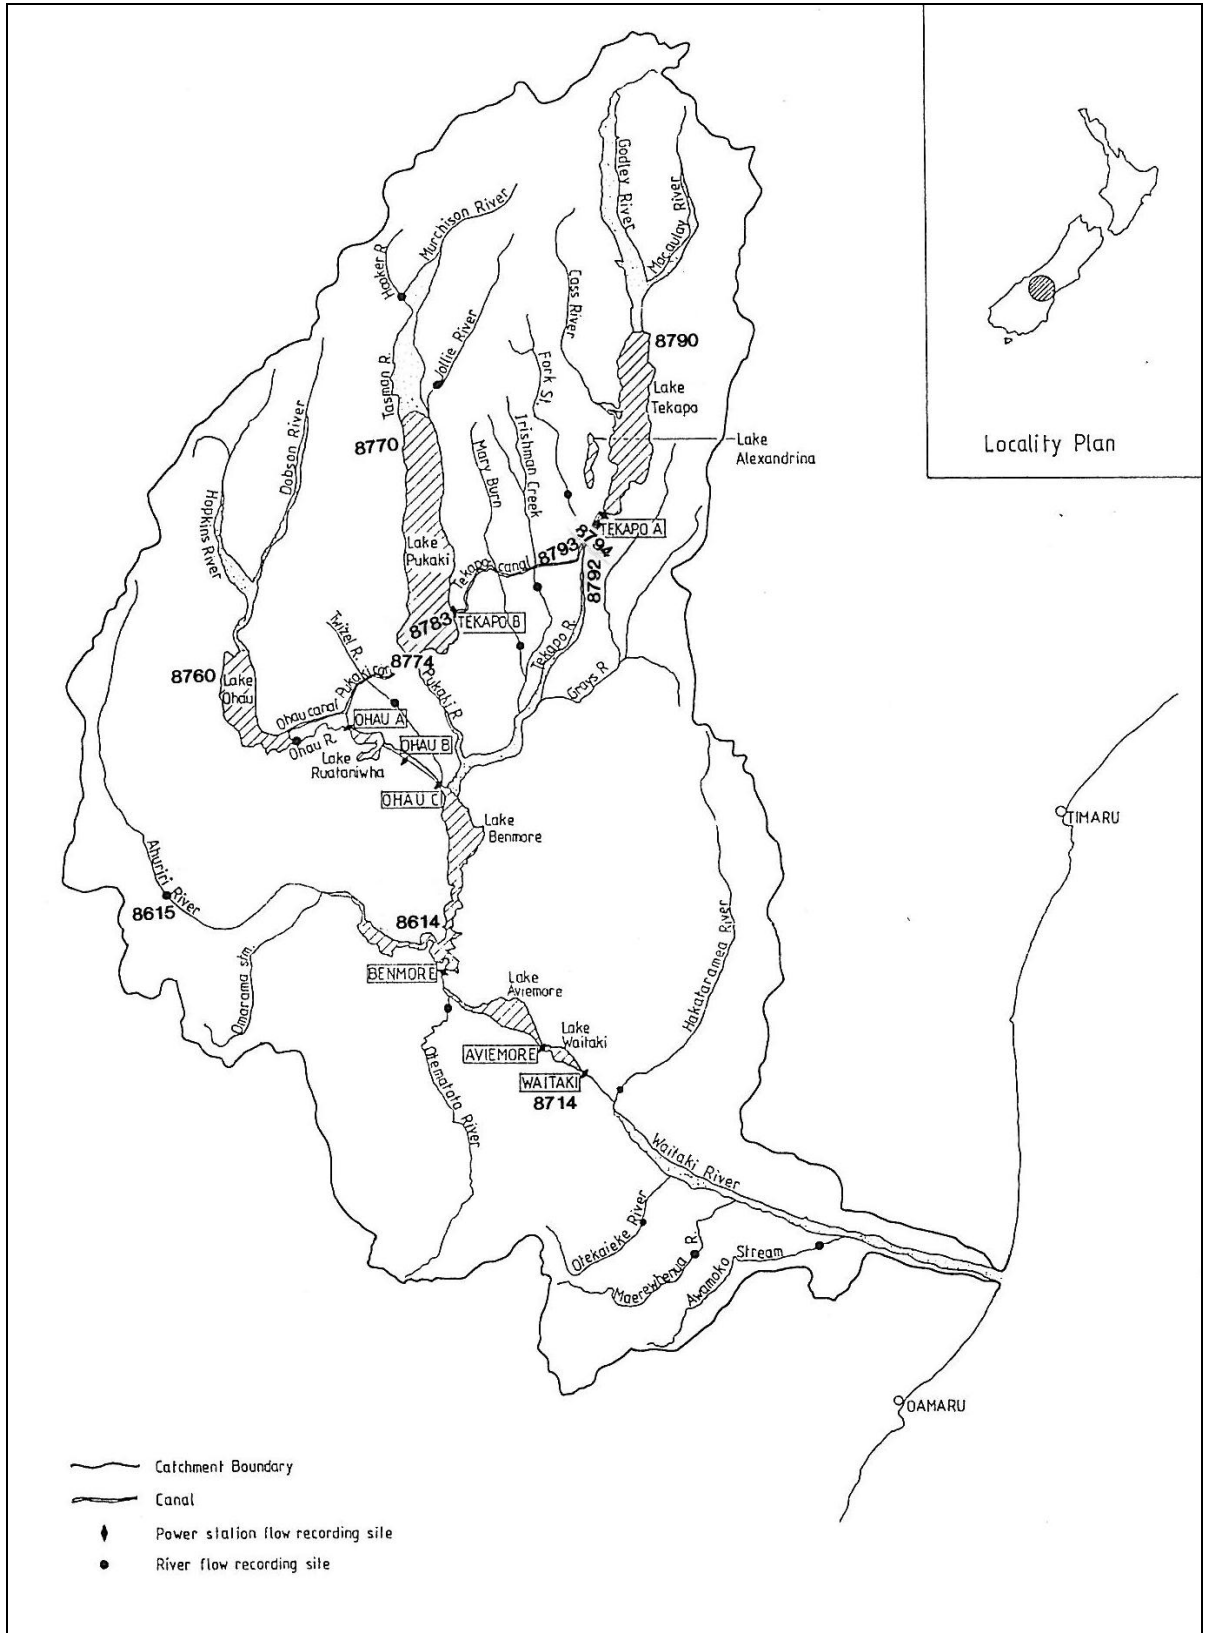 Godley River
Macaulay River
Murchison River
Hooker R
Cass River
Jollie River
8790
Tasman R.
Fork St.
Lake
Tekapo
Dobson River
Irishman Creek
Mary Burn
8770
Lake
Alexandrina
Locality Plan
Hopkins River
TEKAPO A
8794
8793
Lake
Pukaki
Tekapo canal
8792
8783
TEKAPO B
Twizel R.
Tekapo R.
8774
8760
Lake
Ohau
Pukaki can
Pukaki R
Grays R
Ohau canal
OHAU A
Ohau R.
OHAU B
Lake
Ruataniwha
OHAU C
Lake
Benmore
TIMARU
Ahuriri River
8615
8614
Hakataramea River
Omarama stm.
BENMORE
Lake
Aviemore
Lake
Waitaki
AVIEMORE
WAITAKI
8714
Otematata River
Waitaki River
Otekaieke River
Maerewhenua R.
Awamoko Stream
OAMARU
Catchment Boundary
Canal
Power station flow recording site
River flow recording site